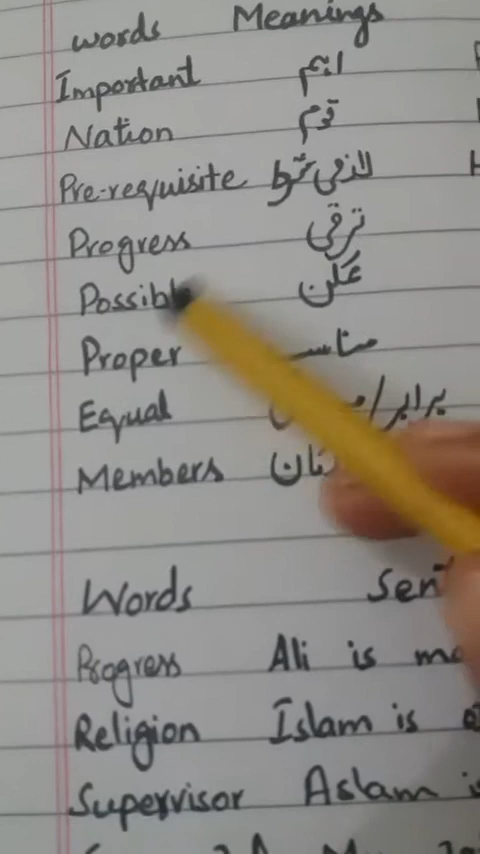 words Meanings
Important اہم
Nation قوم
Pre-requisite لازمی شرط
Progress ترقی
Possible ممکن
Proper
Equal برابر/
Members
Words
Progress Ali is
Religion Islam is
Supervisor Aslam